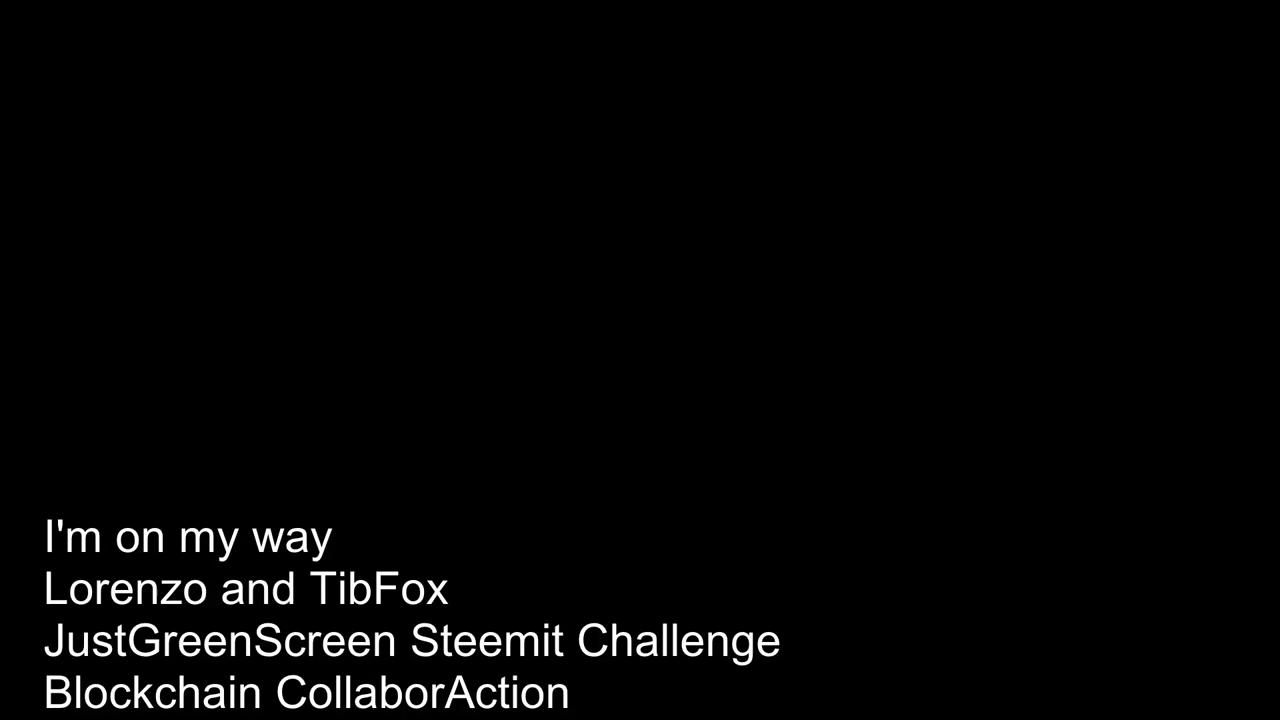 I'm on my way
Lorenzo and TibFox
JustGreenScreen Steemit Challenge
Blockchain CollaborAction